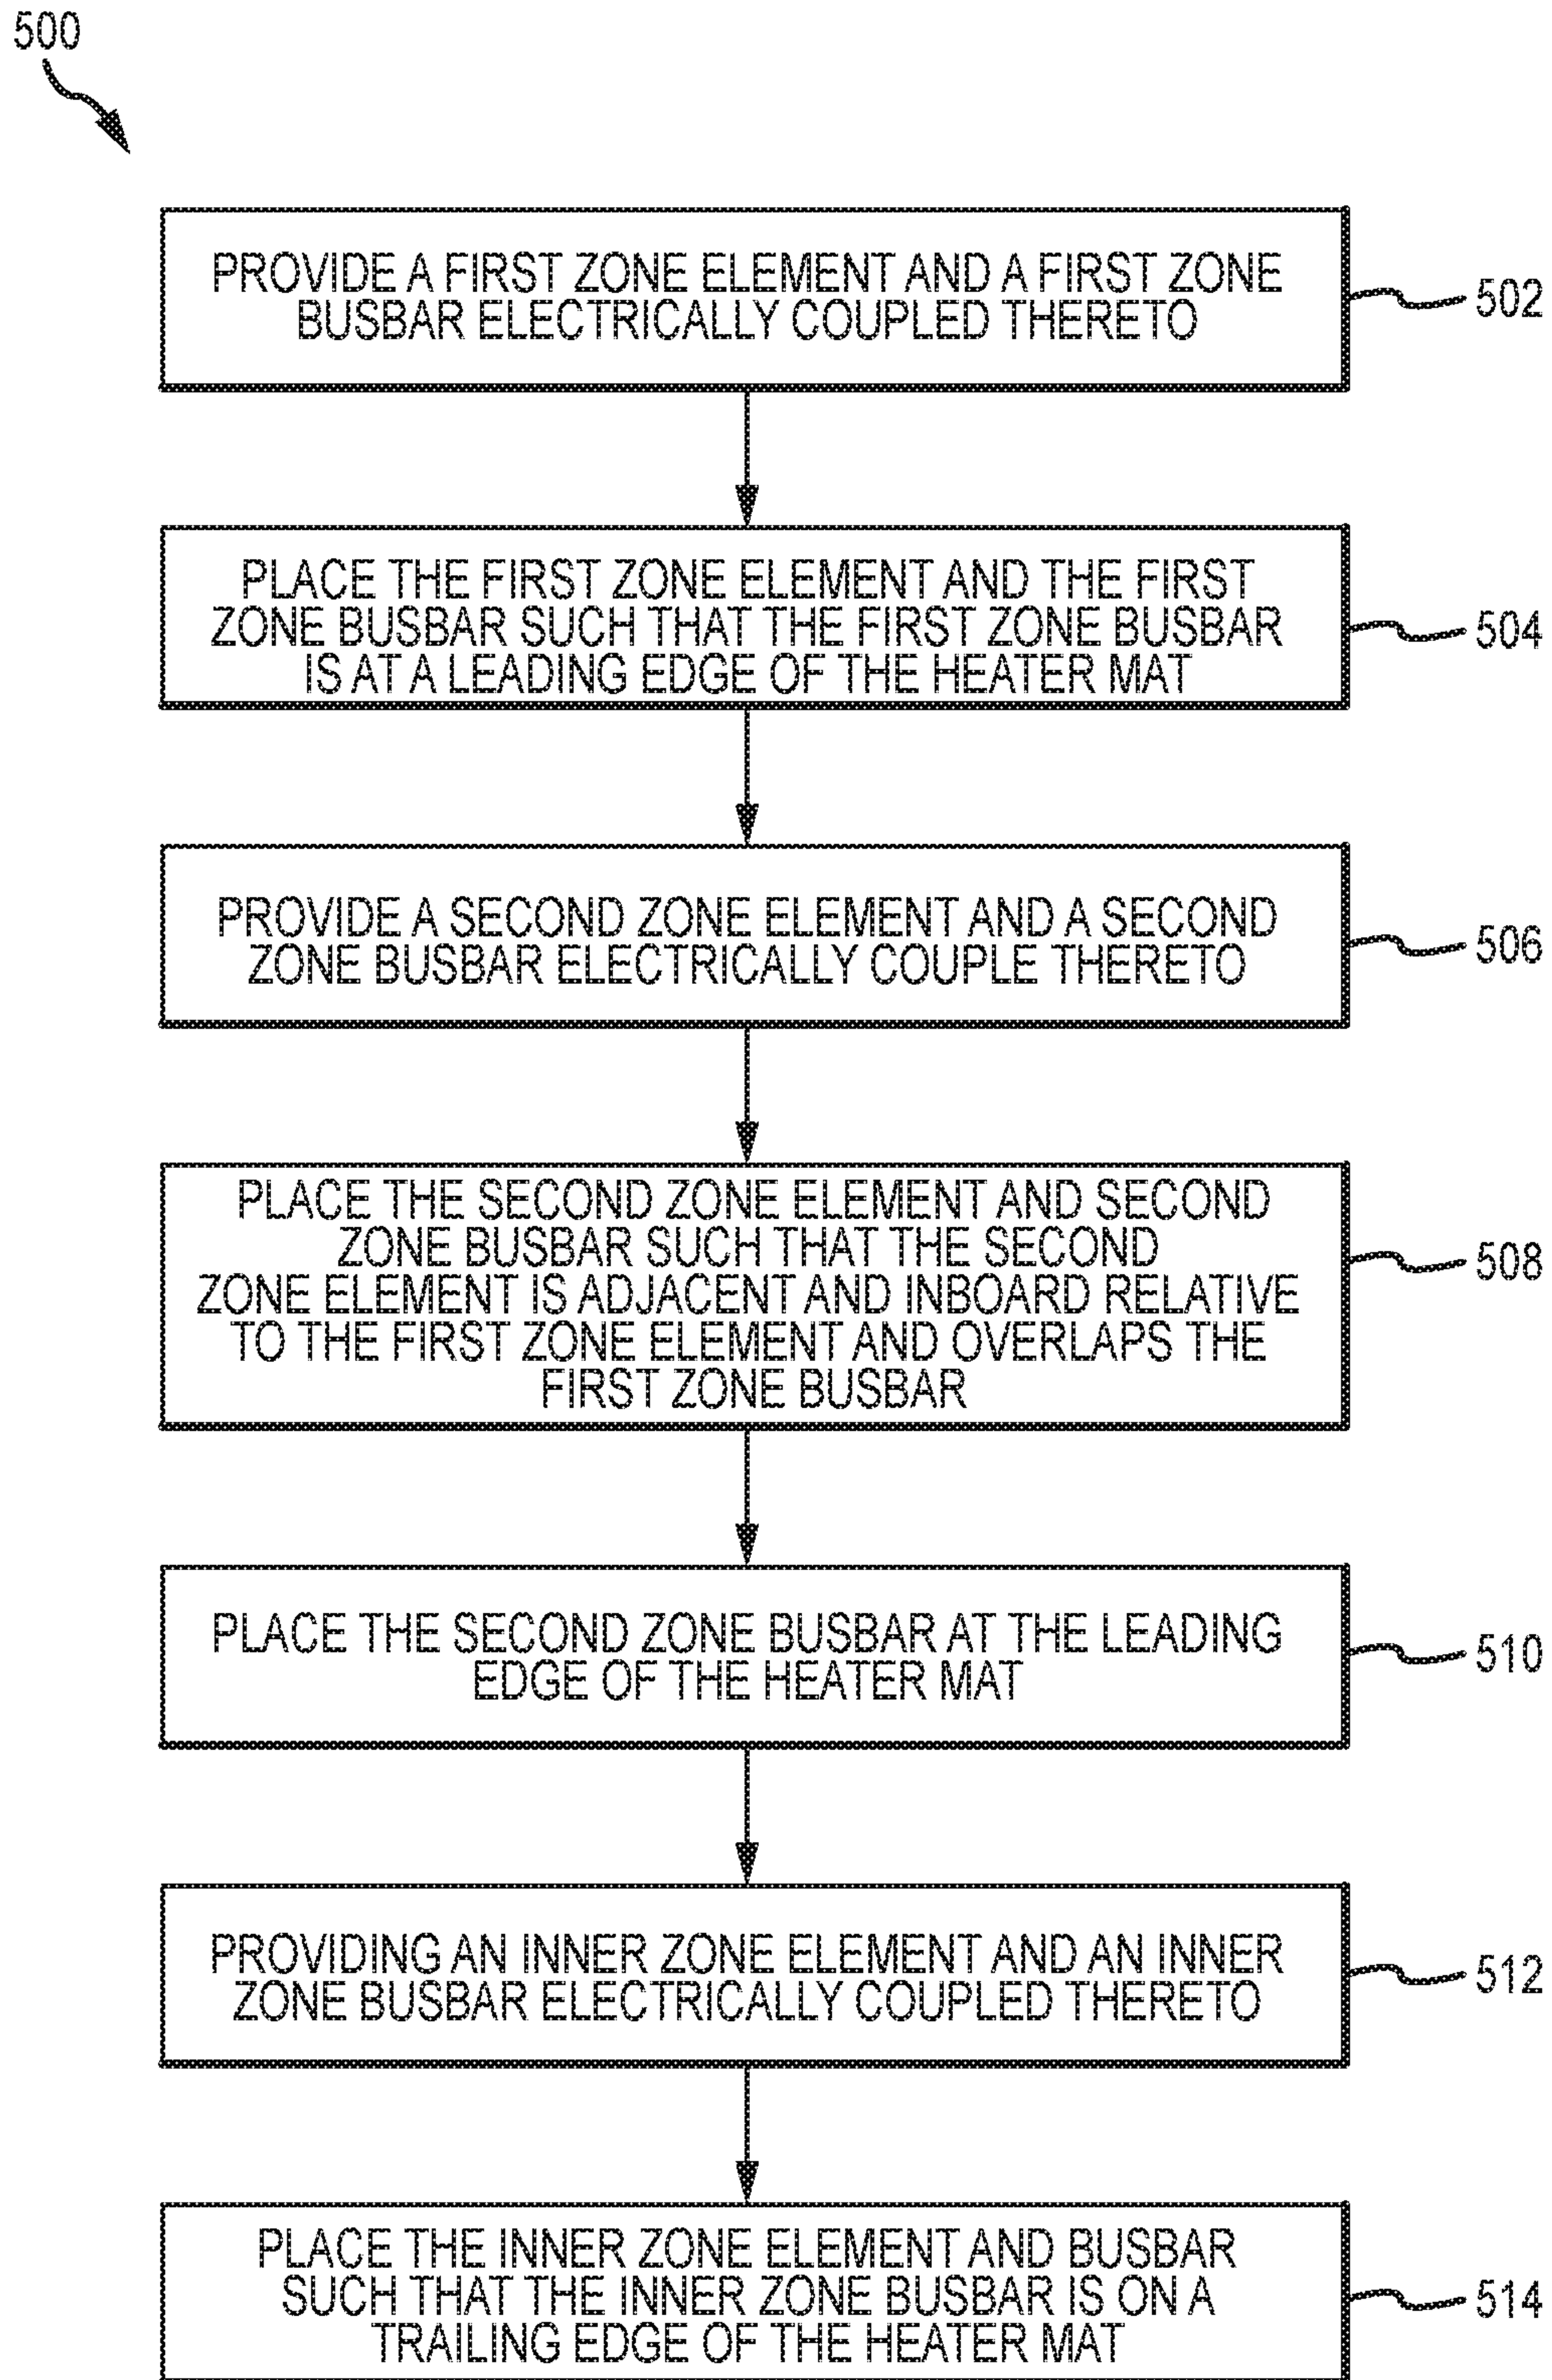 500
PROVIDE A FIRST ZONE ELEMENT AND A FIRST ZONE
BUSBAR ELECTRICALLY COUPLED THERETO
502
PLACE THE FIRST ZONE ELEMENT AND THE FIRST
ZONE BUSBAR SUCH THAT THE FIRST ZONE BUSBAR
IS AT A LEADING EDGE OF THE HEATER MAT
504
PROVIDE A SECOND ZONE ELEMENT AND A SECOND
ZONE BUSBAR ELECTRICALLY COUPLE THERETO
506
PLACE THE SECOND ZONE ELEMENT AND SECOND
ZONE BUSBAR SUCH THAT THE SECOND
ZONE ELEMENT IS ADJACENT AND INBOARD RELATIVE
TO THE FIRST ZONE ELEMENT AND OVERLAPS THE
FIRST ZONE BUSBAR
508
PLACE THE SECOND ZONE BUSBAR AT THE LEADING
EDGE OF THE HEATER MAT
510
PROVIDING AN INNER ZONE ELEMENT AND AN INNER
ZONE BUSBAR ELECTRICALLY COUPLED THERETO
512
PLACE THE INNER ZONE ELEMENT AND BUSBAR
SUCH THAT THE INNER ZONE BUSBAR IS ON A
TRAILING EDGE OF THE HEATER MAT
514